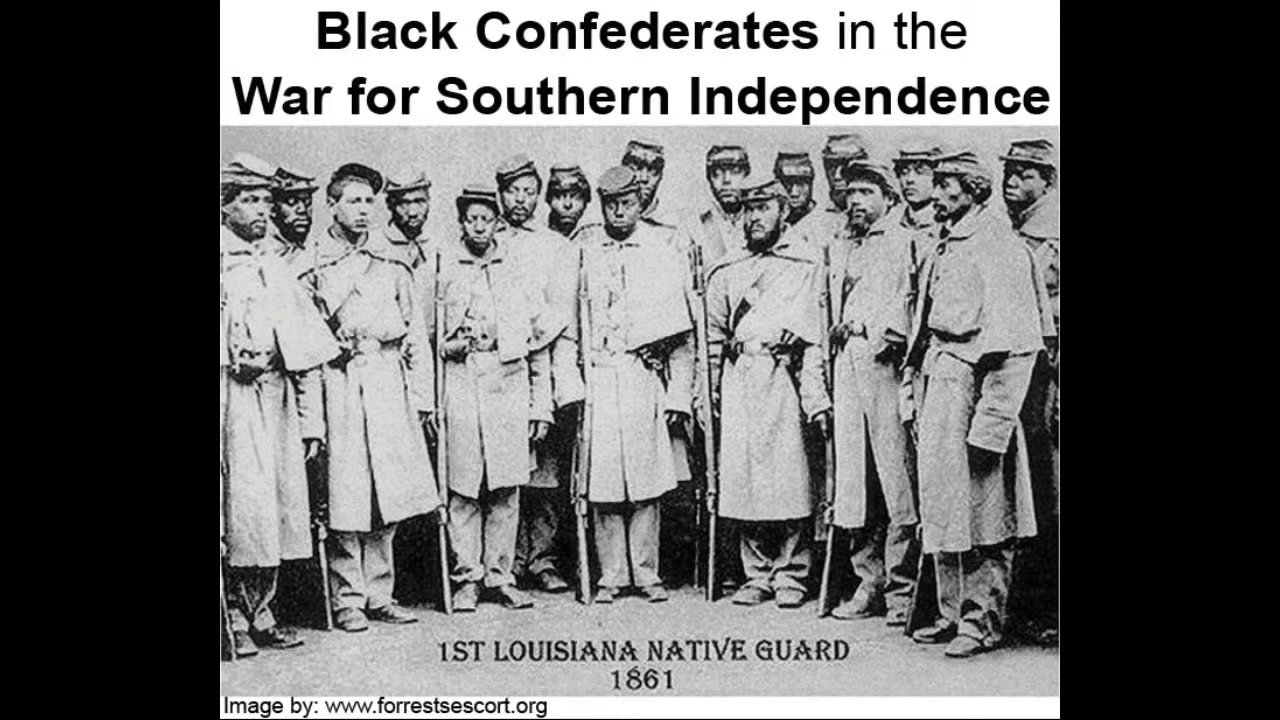 Black Confederates in the
War for Southern Independence
1ST LOUISIANA NATIVE GUARD
1861
Image by: www.forrestsescort.org